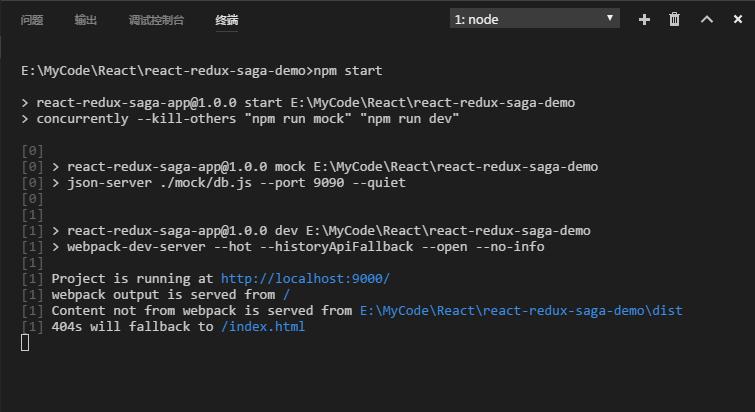 问题 输出 调试控制台 终端 1: node
E:\MyCode\React\react-redux-saga-demo>npm start
> react-redux-saga-app@1.0.0 start E:\MyCode\React\react-redux-saga-demo
> concurrently --kill-others "npm run mock" "npm run dev"
[0]
[0] > react-redux-saga-app@1.0.0 mock E:\MyCode\React\react-redux-saga-demo
[0] > json-server ./mock/db.js --port 9090 --quiet
[0]
[1]
[1] > react-redux-saga-app@1.0.0 dev E:\MyCode\React\react-redux-saga-demo
[1] > webpack-dev-server --hot --historyApiFallback --open --no-info
[1]
[1] Project is running at http://localhost:9000/
[1] webpack output is served from /
[1] Content not from webpack is served from E:\MyCode\React\react-redux-saga-demo\dist
[1] 404s will fallback to /index.html